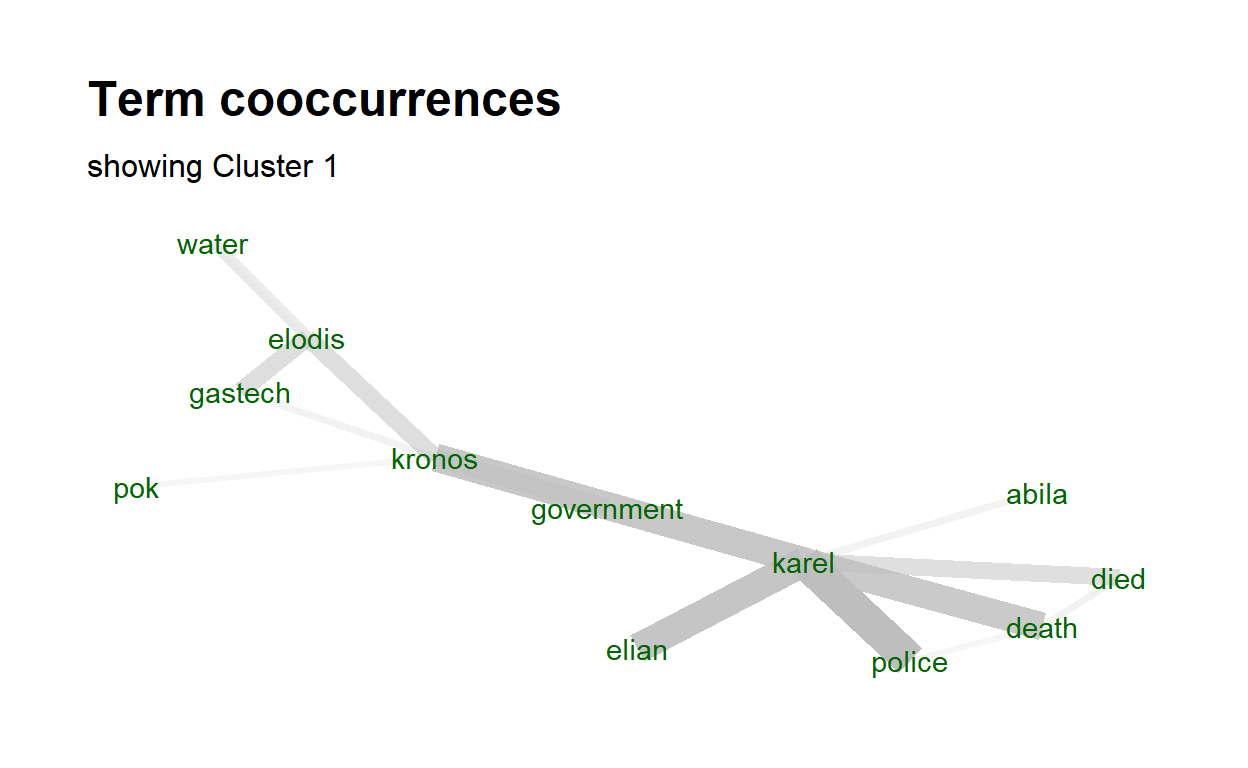 Term cooccurrences
showing Cluster 1
water
elodis
gastech
kronos
pok
government
abila
karel
died
death
elian
police